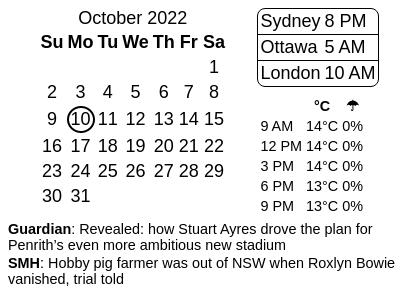 October 2022
Su Mo Tu We Th Fr Sa
1
2 3 4 5 6 7 8
9 10 11 12 13 14 15
16 17 18 19 20 21 22
23 24 25 26 27 28 29
30 31
Sydney 8 PM
Ottawa 5 AM
London 10 AM
°C ☂
9 AM 14°C 0%
12 PM 14°C 0%
3 PM 14°C 0%
6 PM 13°C 0%
9 PM 13°C 0%
Guardian: Revealed: how Stuart Ayres drove the plan for
Penrith's even more ambitious new stadium
SMH: Hobby pig farmer was out of NSW when Roxlyn Bowie
vanished, trial told